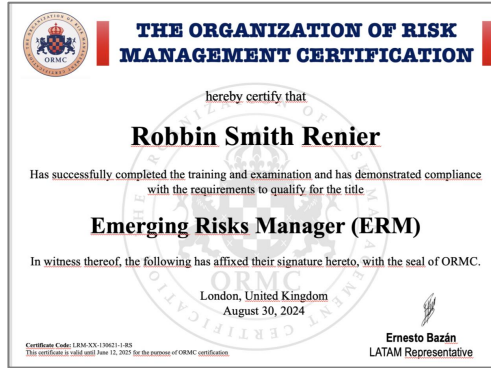 THE ORGANIZATION OF RISK
MANAGEMENT CERTIFICATION
ORMC
hereby certify that
Robbin Smith Renier
Has successfully completed the training and examination and has demonstrated compliance
with the requirements to qualify for the title
Emerging Risks Manager (ERM)
In witness thereof, the following has affixed their signature hereto, with the seal of ORMC.
ORMC
London, United Kingdom
August 30, 2024
Ernesto Bazán
LATAM Representative
Certificate Code: LRM-XX-130621-1-RS
This certificate is valid until June 12, 2025 for the purpose of ORMC certification